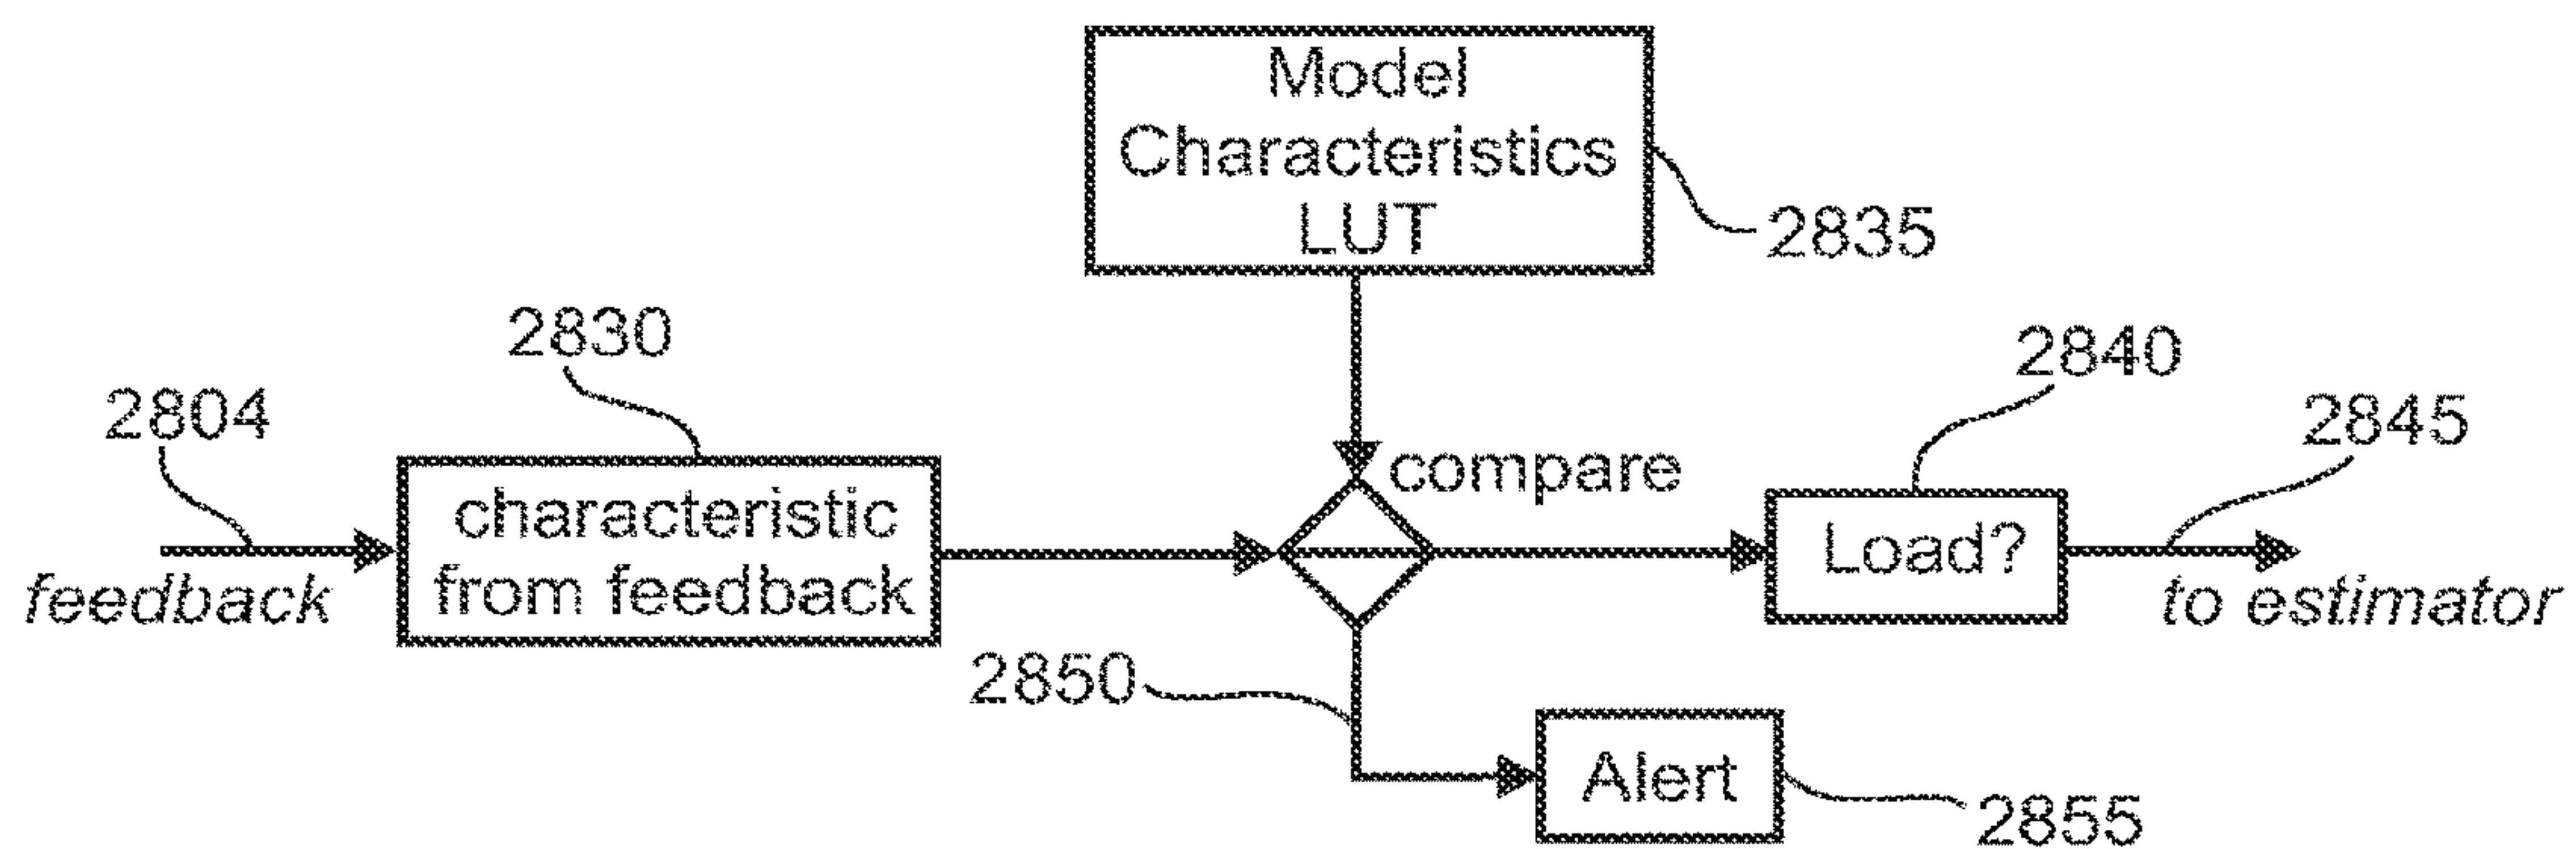 Model
Characteristics
LUT
2835
2830
2840
2804
2845
compare
characteristic
from feedback
Load?
feedback
to estimator
2850
Alert
2855